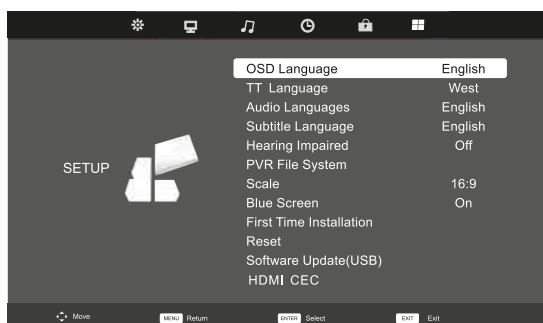 OSD Language English
TT Language West
Audio Languages English
Subtitle Language English
Hearing Impaired Off
SETUP
PVR File System
Scale 16:9
Blue Screen On
First Time Installation
Reset
Software Update(USB)
HDMI CEC
Move MENU Return ENTER Select EXIT Exit